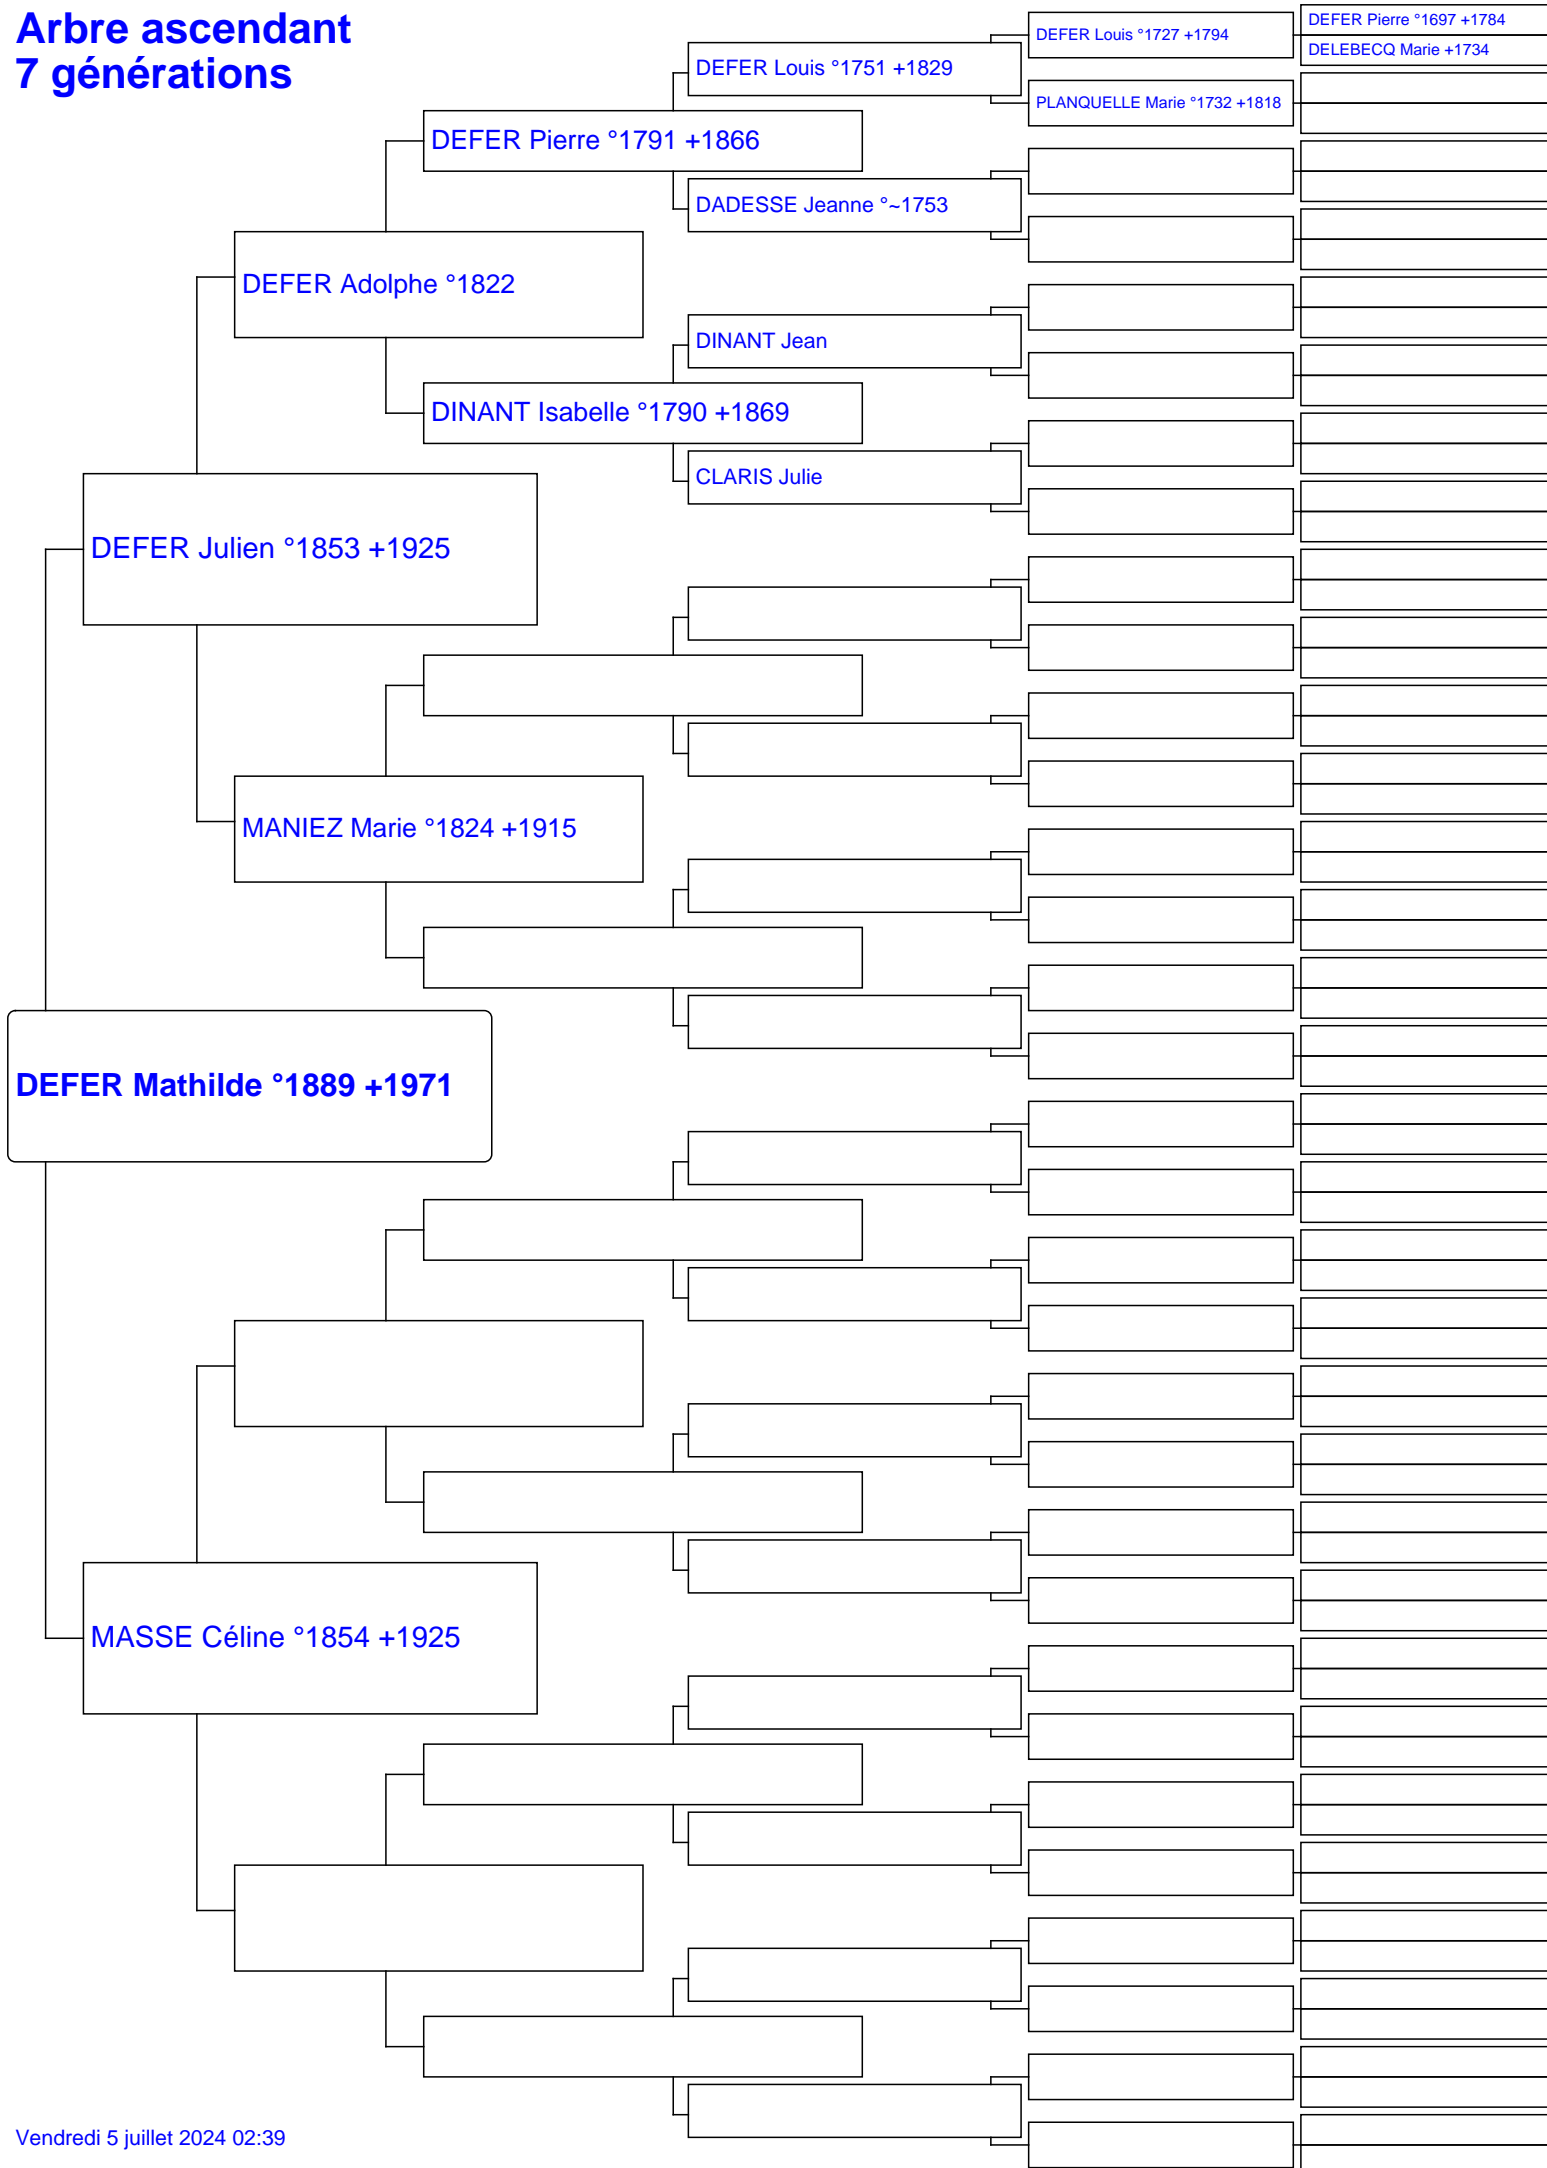 Arbre ascendant
7 générations
DEFER Pierre °1697 +1784
DEFER Louis °1727 +1794
DELEBECQ Marie +1734
DEFER Louis °1751 +1829
PLANQUELLE Marie °1732 +1818
DEFER Pierre °1791 +1866
DADESSE Jeanne °~1753
DEFER Adolphe °1822
DINANT Jean
DINANT Isabelle °1790 +1869
CLARIS Julie
DEFER Julien °1853 +1925
MANIEZ Marie °1824 +1915
DEFER Mathilde °1889 +1971
MASSE Céline °1854 +1925
Vendredi 5 juillet 2024 02:39